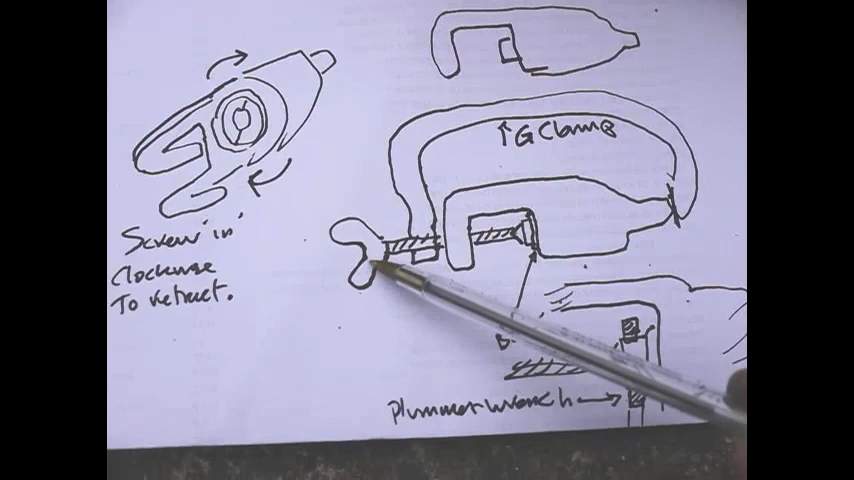 ↑G Clamp
Screw 'in'
Clockwise
To retract.
Plummer wrench →